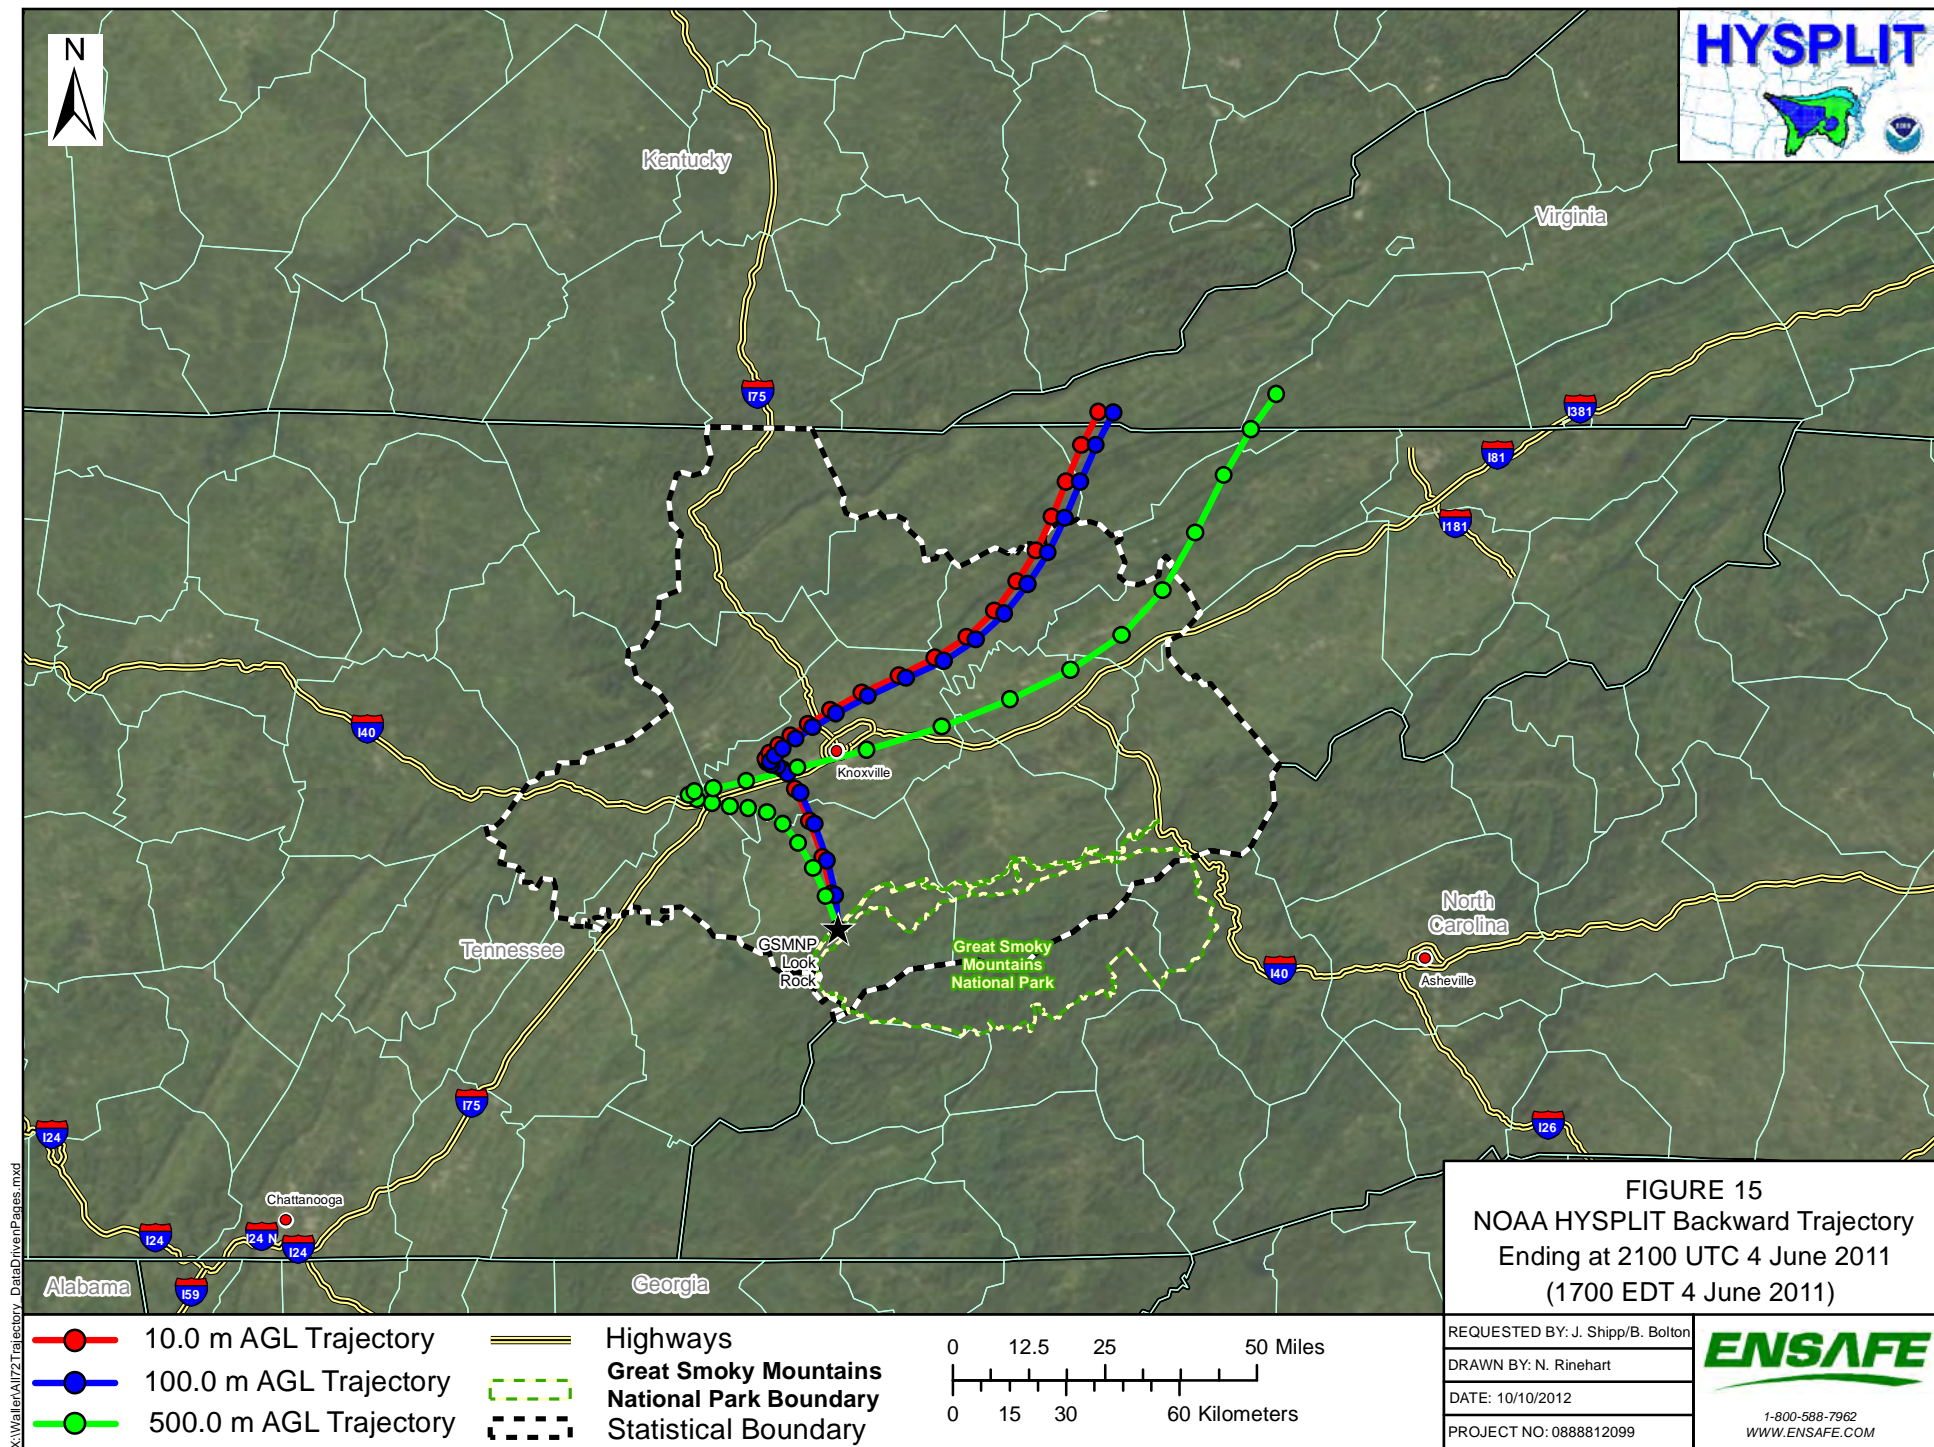 N
HYSPLIT
Kentucky
Virginia
I75
I381
I81
I181
I40
Knoxville
North
Carolina
Tennessee
GSMNP
Look
Rock
Great Smoky
Mountains
National Park
I40
Asheville
I75
I24
I26
Chattanooga
I24
I24 N
I24
I59
Alabama
Georgia
X:\Waller\All72Trajectory_DataDrivenPages.mxd
FIGURE 15
NOAA HYSPLIT Backward Trajectory
Ending at 2100 UTC 4 June 2011
(1700 EDT 4 June 2011)
10.0 m AGL Trajectory
100.0 m AGL Trajectory
500.0 m AGL Trajectory
Highways
Great Smoky Mountains
National Park Boundary
Statistical Boundary
0 12.5 25 50 Miles
0 15 30 60 Kilometers
REQUESTED BY: J. Shipp/B. Bolton
DRAWN BY: N. Rinehart
DATE: 10/10/2012
PROJECT NO: 0888812099
ENSAFE
1-800-588-7962
WWW.ENSAFE.COM